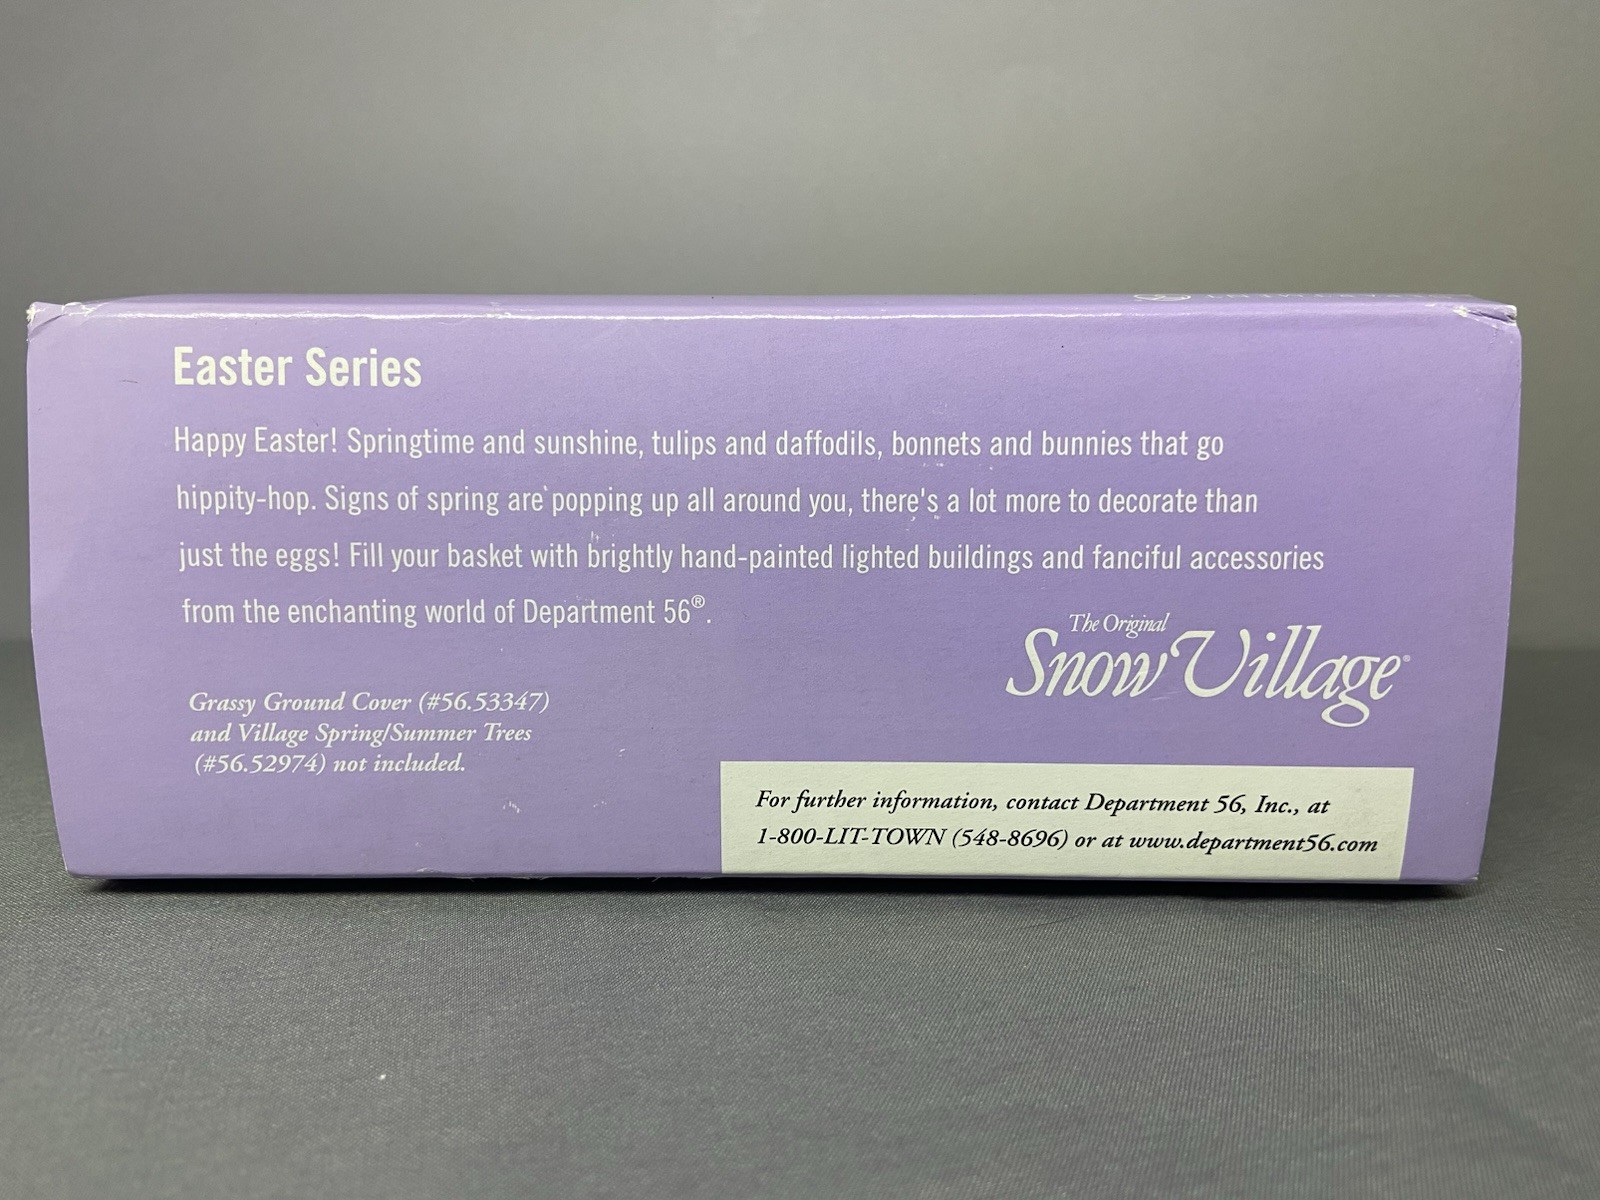 Easter Series
Happy Easter! Springtime and sunshine, tulips and daffodils, bonnets and bunnies that go
hippity-hop. Signs of spring are popping up all around you, there's a lot more to decorate than
just the eggs! Fill your basket with brightly hand-painted lighted buildings and fanciful accessories
from the enchanting world of Department 56®.
The Original
Snow Village®
Grassy Ground Cover (#56.53347)
and Village Spring/Summer Trees
(#56.52974) not included.
For further information, contact Department 56, Inc., at
1-800-LIT-TOWN (548-8696) or at www.department56.com